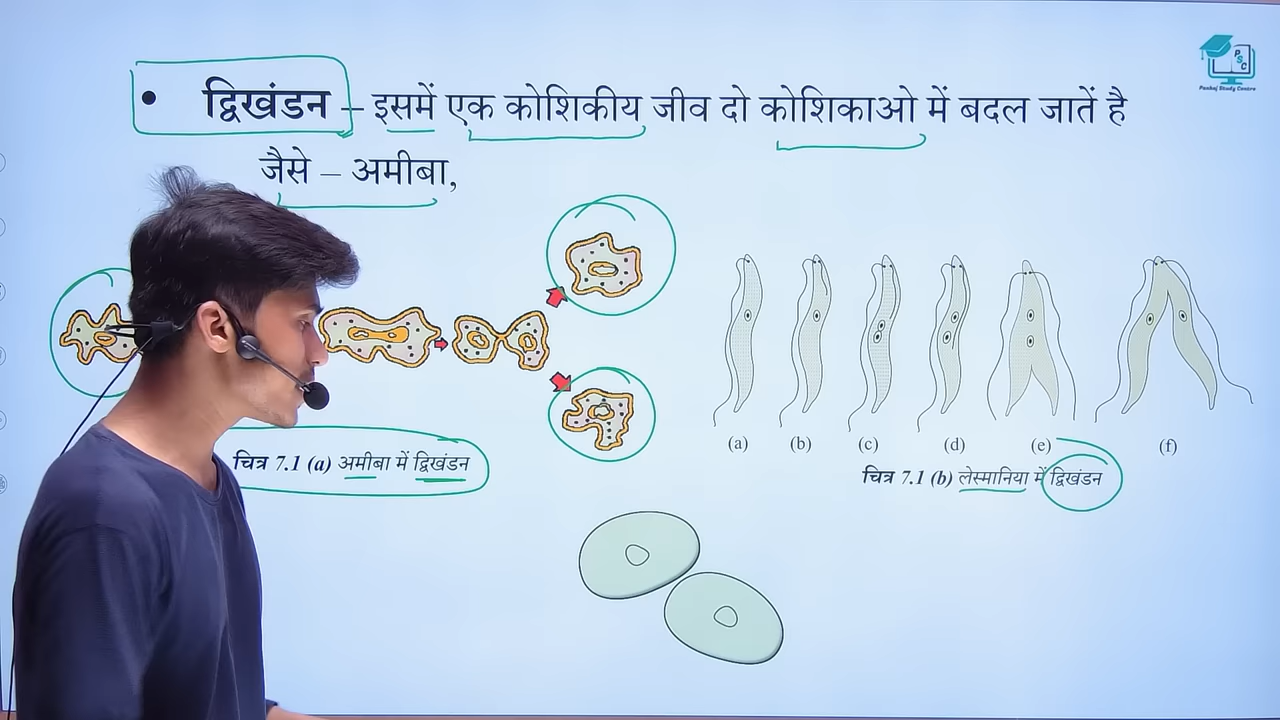 • द्विखंडन – इसमें एक कोशिकीय जीव दो कोशिकाओ में बदल जातें है
जैसे – अमीबा,
(a) (b) (c) (d) (e) (f)
चित्र 7.1 (a) अमीबा में द्विखंडन
चित्र 7.1 (b) लेस्मानिया में द्विखंडन
PSC
Pankaj Study Centre